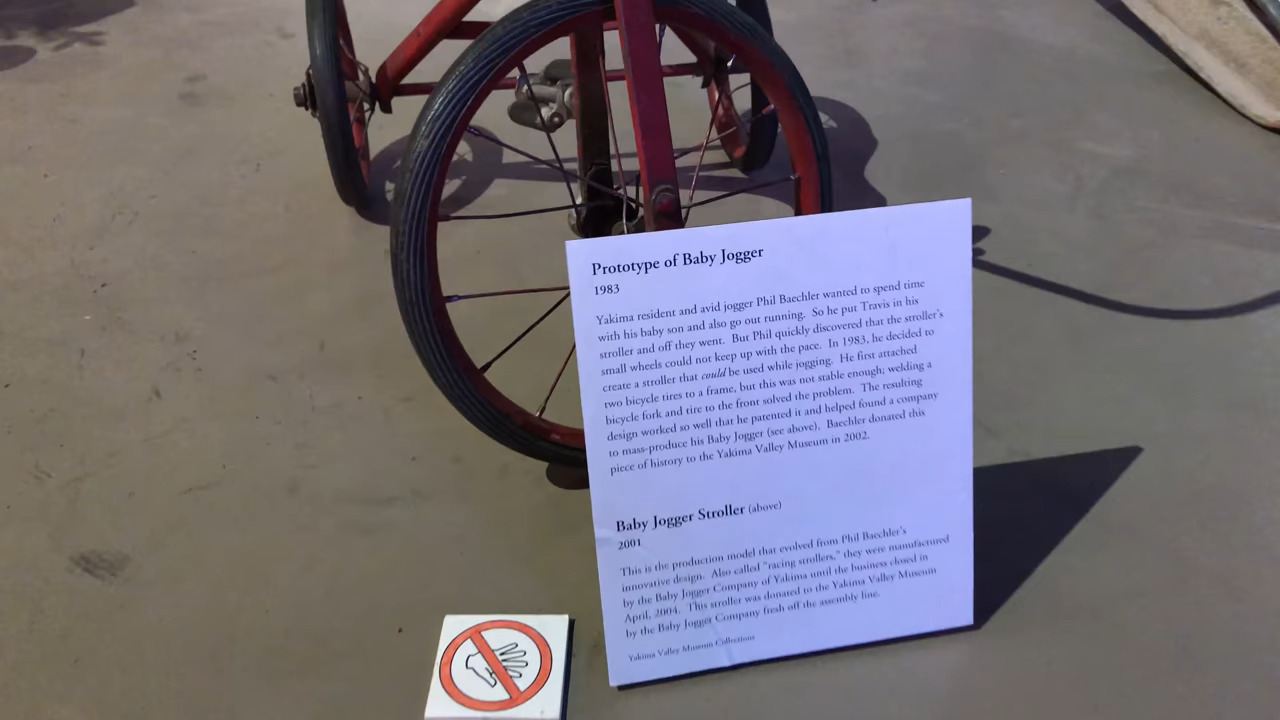 Prototype of Baby Jogger
1983
Yakima resident and avid jogger Phil Baechler wanted to spend time
with his baby son and also go out running. So he put Travis in his
stroller and off they went. But Phil quickly discovered that the stroller's
small wheels could not keep up with the pace. In 1983, he decided to
create a stroller that could be used while jogging. He first attached
two bicycle tires to a frame, but this was not stable enough; welding a
bicycle fork and tire to the front solved the problem. The resulting
design worked so well that he patented it and helped found a company
to mass-produce his Baby Jogger (see above). Baechler donated this
piece of history to the Yakima Valley Museum in 2002.
Baby Jogger Stroller (above)
2001
This is the production model that evolved from Phil Baechler's
innovative design. Also called "racing strollers," they were manufactured
by the Baby Jogger Company of Yakima until the business closed in
April, 2004. This stroller was donated to the Yakima Valley Museum
by the Baby Jogger Company fresh off the assembly line.
Yakima Valley Museum Collections